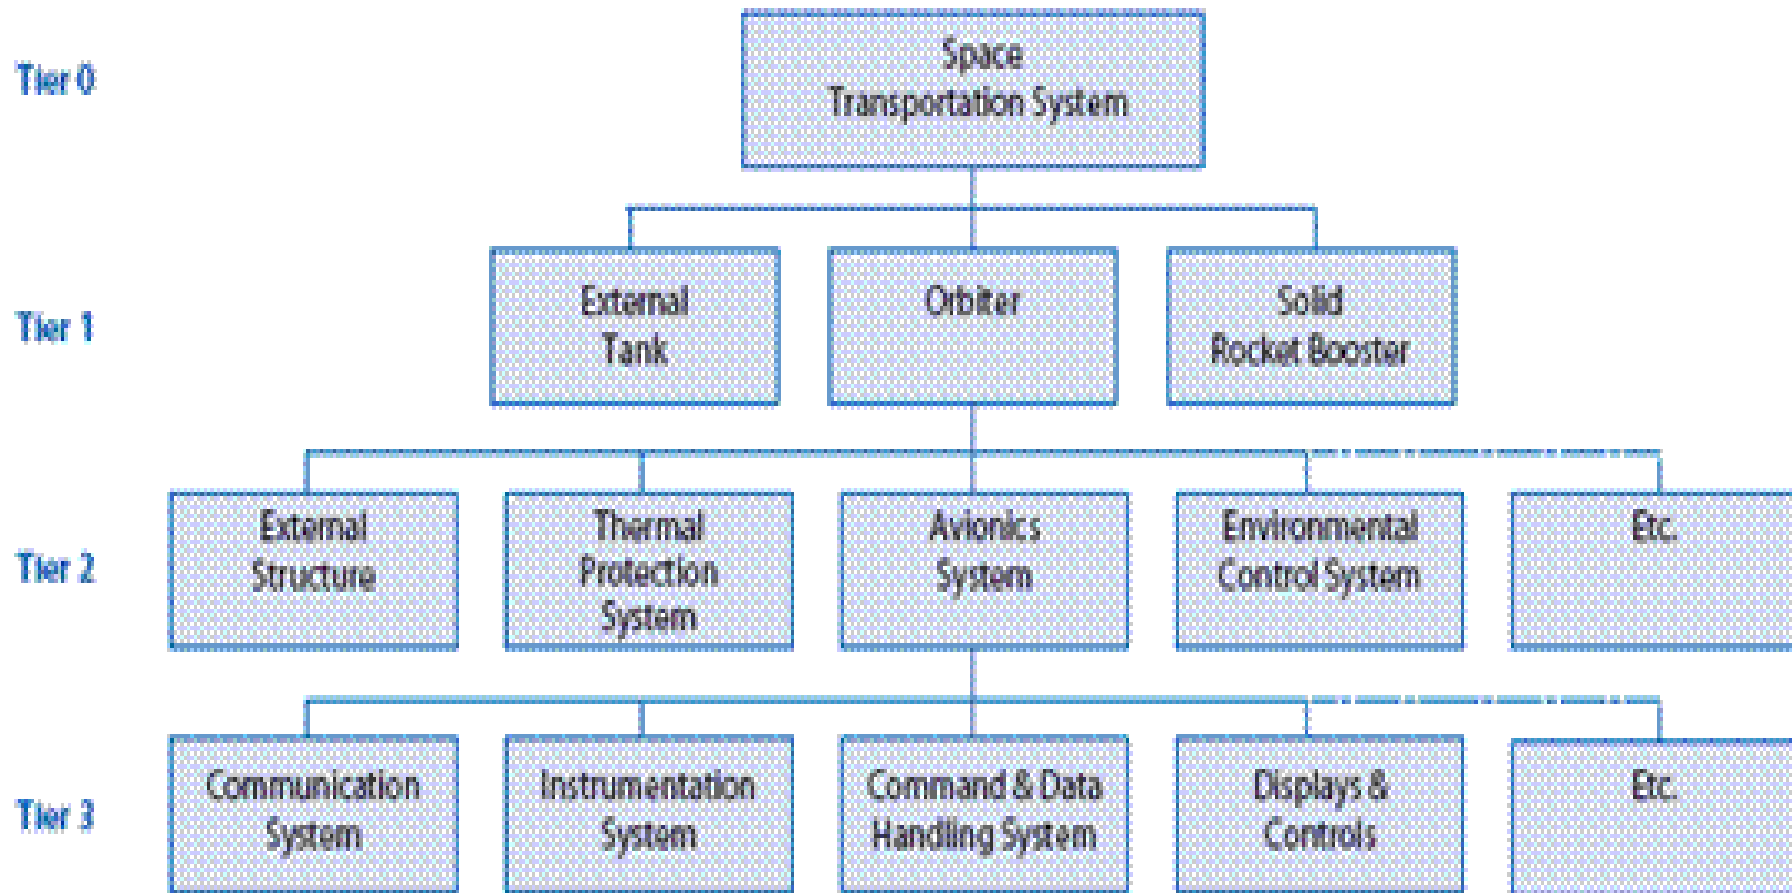 Tier 0
Space
Transportation System
Tier 1
External
Tank
Orbiter
Solid
Rocket Booster
Tier 2
External
Structure
Thermal
Protection
System
Avionics
System
Environmental
Control System
Etc.
Tier 3
Communication
System
Instrumentation
System
Command & Data
Handling System
Displays &
Controls
Etc.